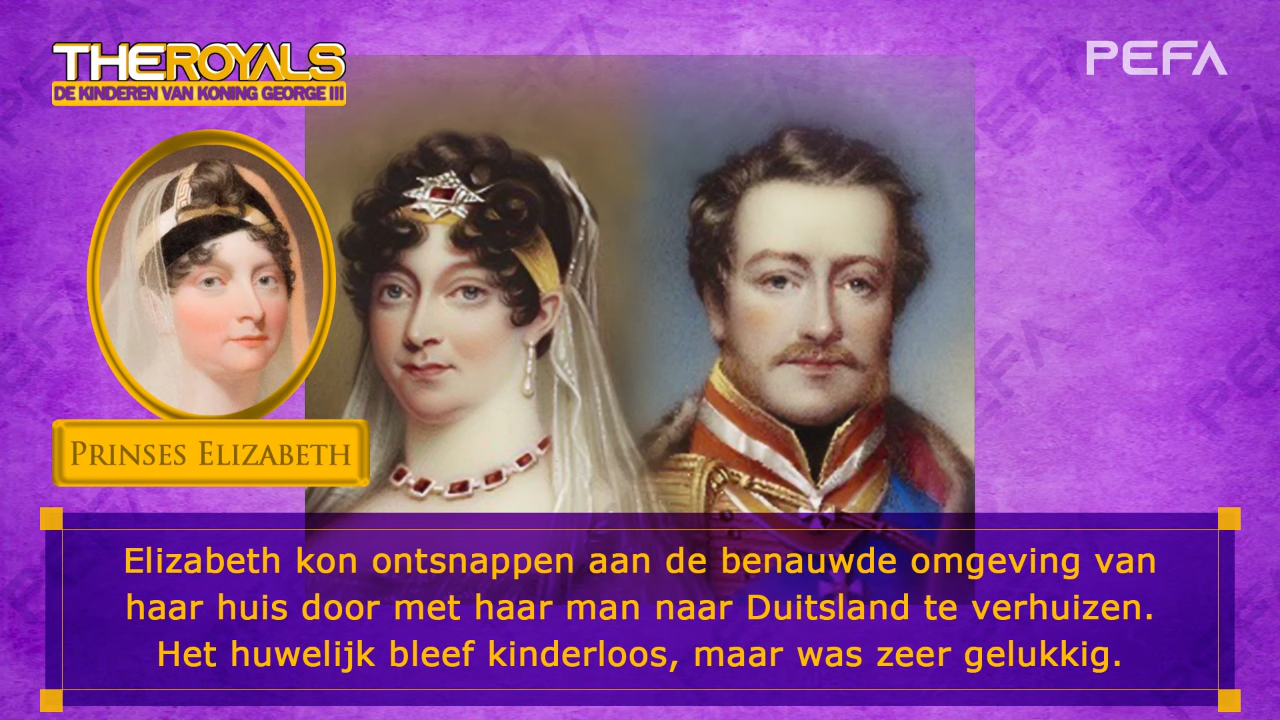 THEROYALS
DE KINDEREN VAN KONING GEORGE III
PEFA
PRINSES ELIZABETH
Elizabeth kon ontsnappen aan de benauwde omgeving van
haar huis door met haar man naar Duitsland te verhuizen.
Het huwelijk bleef kinderloos, maar was zeer gelukkig.